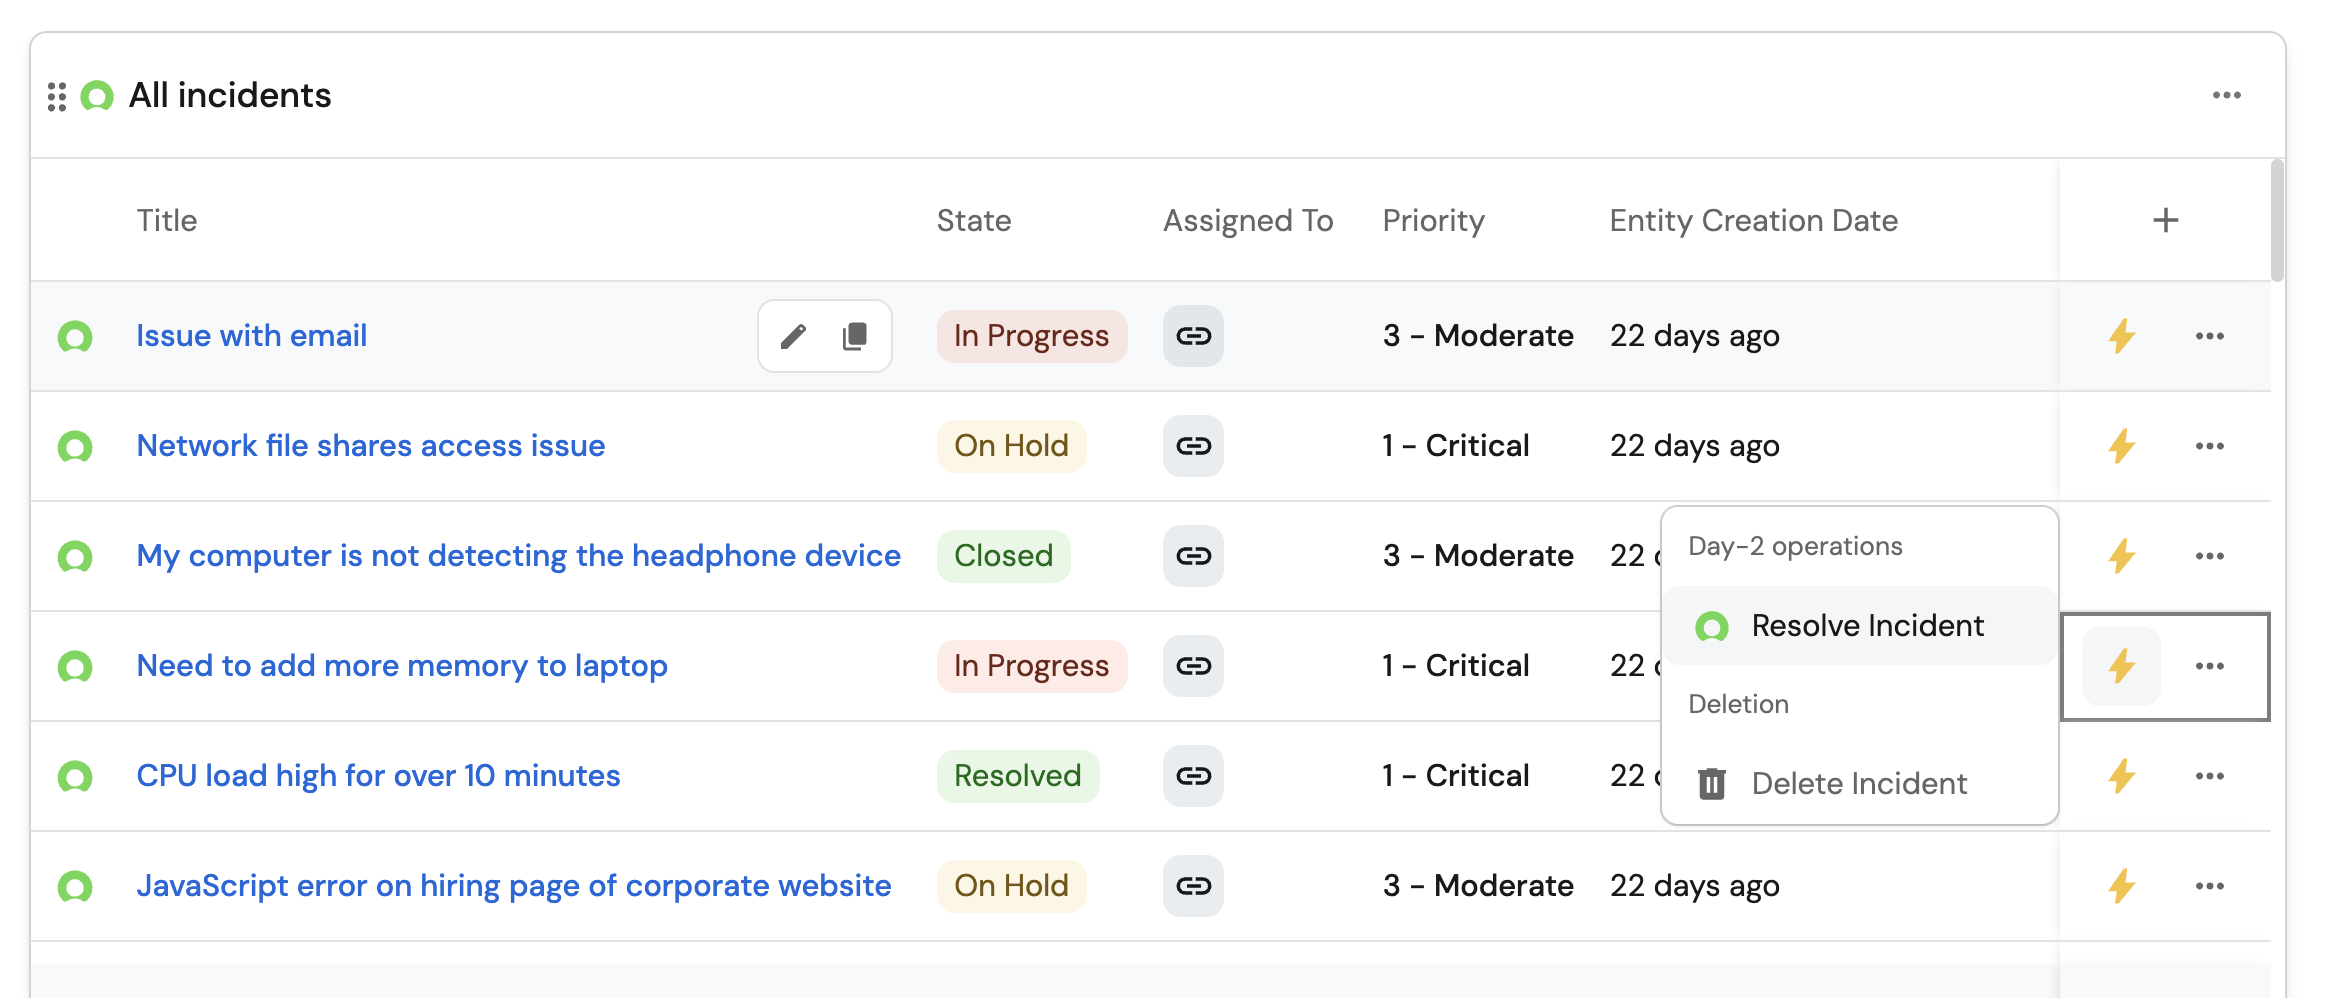 All incidents
Title State Assigned To Priority Entity Creation Date
Issue with email In Progress 3 - Moderate 22 days ago
Network file shares access issue On Hold 1 - Critical 22 days ago
My computer is not detecting the headphone device Closed 3 - Moderate 22
Day-2 operations
Resolve Incident
Need to add more memory to laptop In Progress 1 - Critical 22
Deletion
CPU load high for over 10 minutes Resolved 1 - Critical 22
Delete Incident
JavaScript error on hiring page of corporate website On Hold 3 - Moderate 22 days ago